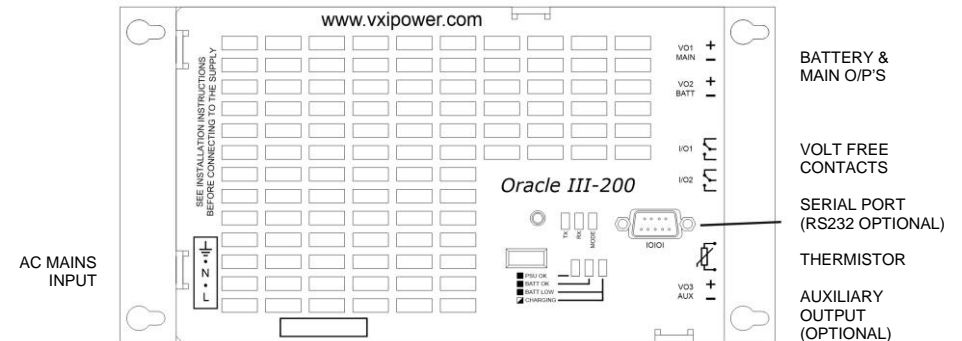 www.vxipower.com
SEE INSTALLATION INSTRUCTIONS
BEFORE CONNECTING TO THE SUPPLY
VO1 +
MAIN −
VO2 +
BATT −
I/O1
I/O2
Oracle III-200
TX
RX
MODE
IOIOI
PSU OK
BATT OK
BATT LOW
CHARGING
N
L
VO3 +
AUX −
AC MAINS
INPUT
BATTERY &
MAIN O/P'S
VOLT FREE
CONTACTS
SERIAL PORT
(RS232 OPTIONAL)
THERMISTOR
AUXILIARY
OUTPUT
(OPTIONAL)